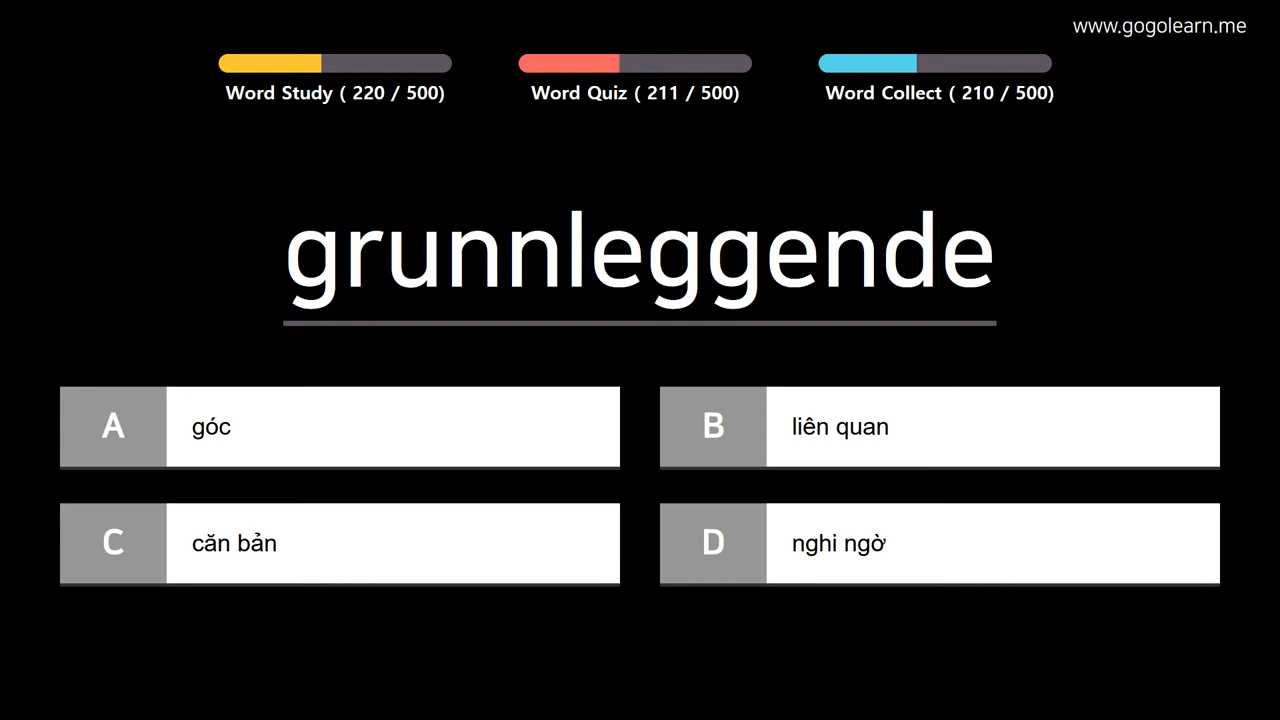 www.gogolearn.me
Word Study ( 220 / 500)
Word Quiz ( 211 / 500)
Word Collect ( 210 / 500)
grunnleggende
A góc
B liên quan
C căn bản
D nghi ngờ